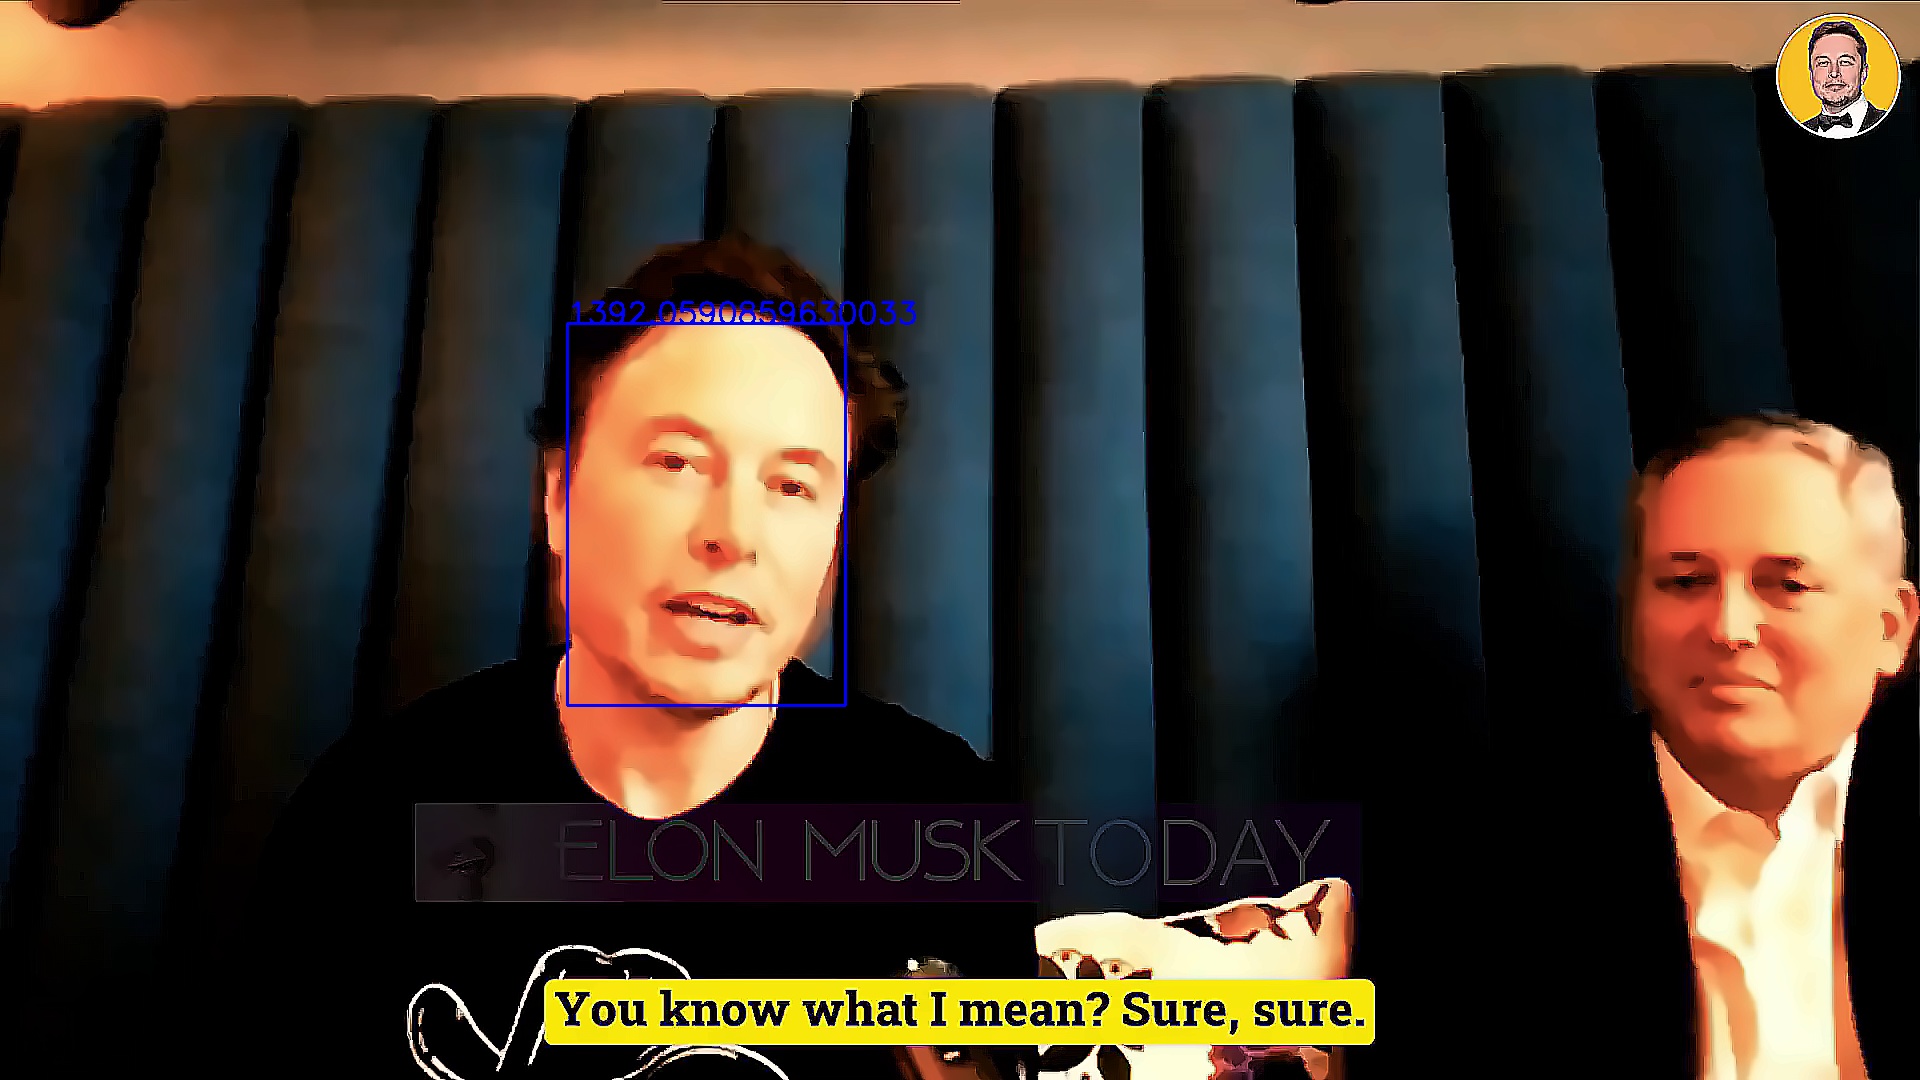 1392.0590859630033
ELON MUSK TODAY
You know what I mean? Sure, sure.